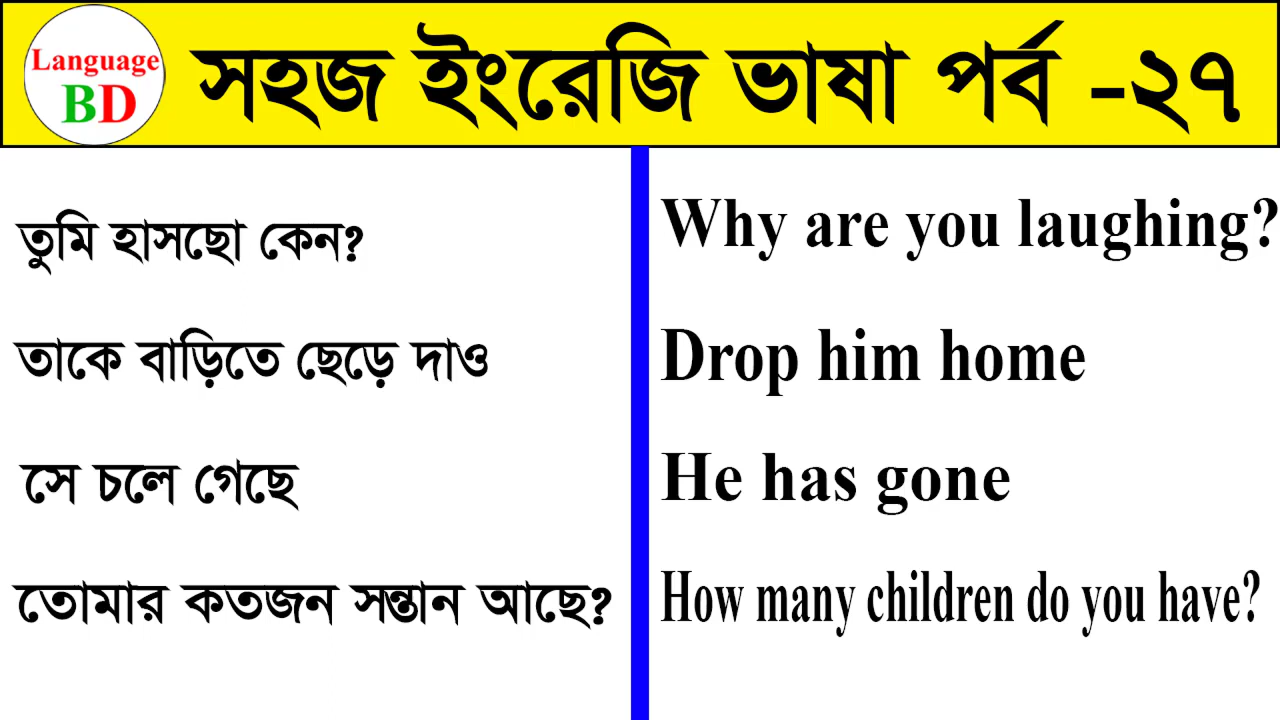 Language
BD
সহজ ইংরেজি ভাষা পর্ব -২৭
তুমি হাসছো কেন?
Why are you laughing?
তাকে বাড়িতে ছেড়ে দাও
Drop him home
সে চলে গেছে
He has gone
তোমার কতজন সন্তান আছে?
How many children do you have?